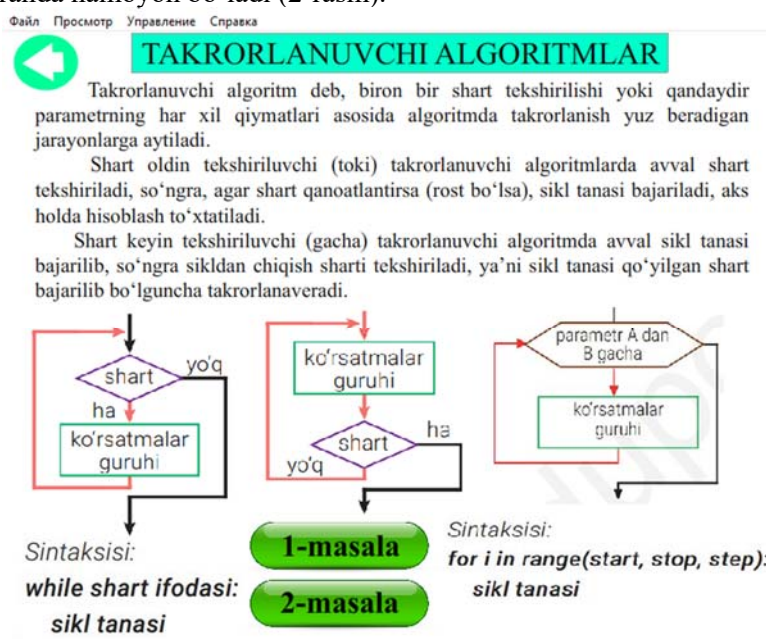 Файл Просмотр Управление Справка
TAKRORLANUVCHI ALGORITMLAR
Takrorlanuvchi algoritm deb, biron bir shart tekshirilishi yoki qandaydir
parametrning har xil qiymatlari asosida algoritmda takrorlanish yuz beradigan
jarayonlarga aytiladi.
Shart oldin tekshiriluvchi (toki) takrorlanuvchi algoritmlarda avval shart
tekshiriladi, so‘ngra, agar shart qanoatlantirsa (rost bo‘lsa), sikl tanasi bajariladi, aks
holda hisoblash to‘xtatiladi.
Shart keyin tekshiriluvchi (gacha) takrorlanuvchi algoritmda avval sikl tanasi
bajarilib, so‘ngra sikldan chiqish sharti tekshiriladi, ya’ni sikl tanasi qo‘yilgan shart
bajarilib bo‘lguncha takrorlanaveradi.
shart
yo‘q
ha
ko‘rsatmalar
guruhi
Sintaksisi:
while shart ifodasi:
sikl tanasi
ko‘rsatmalar
guruhi
shart
ha
yo‘q
1-masala
2-masala
parametr A dan
B gacha
ko‘rsatmalar
guruhi
Sintaksisi:
for i in range(start, stop, step):
sikl tanasi